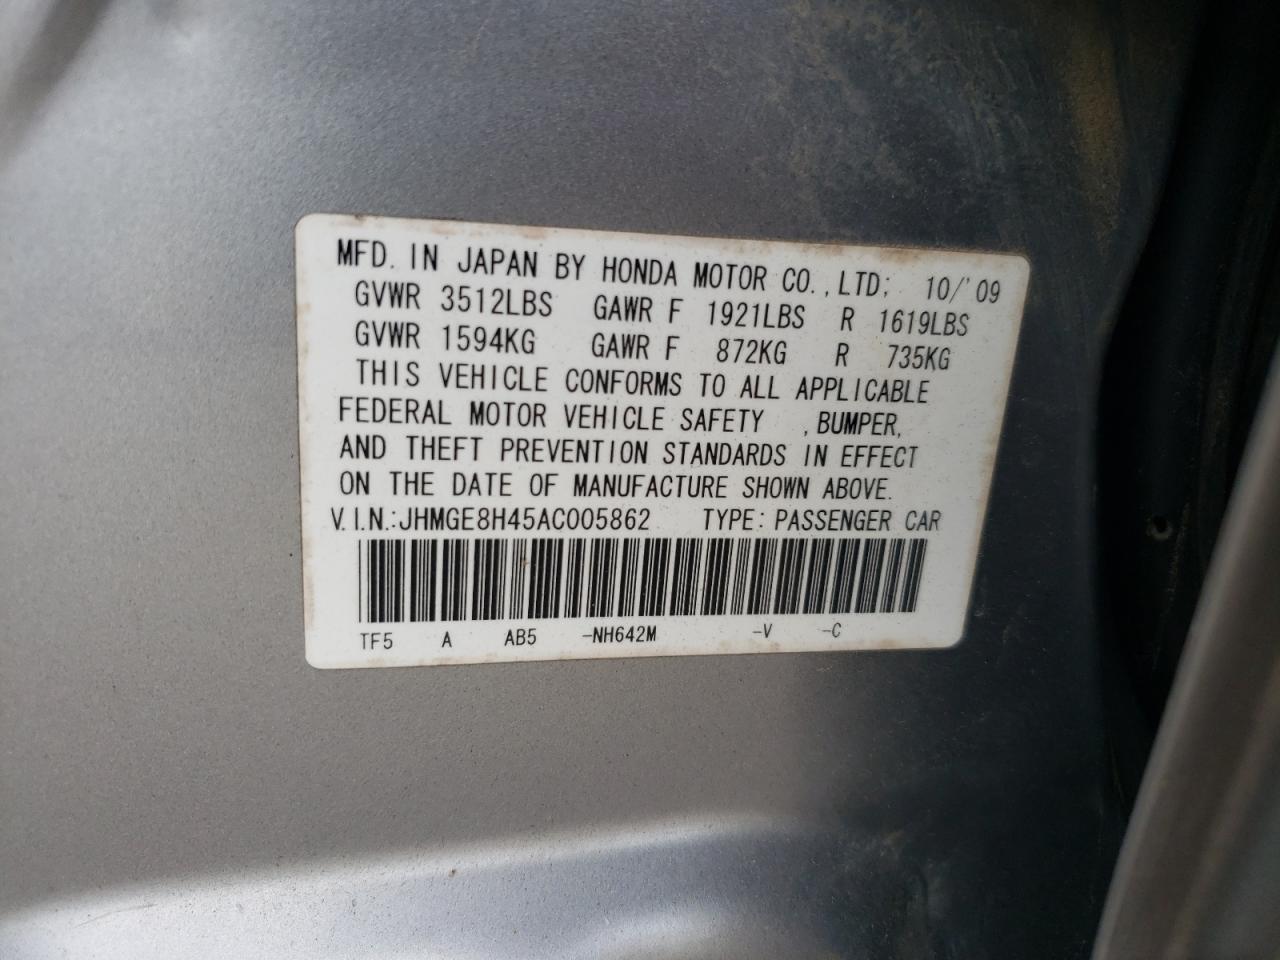 MFD. IN JAPAN BY HONDA MOTOR CO.,LTD; 10/'09
GVWR 3512LBS GAWR F 1921LBS R 1619LBS
GVWR 1594KG GAWR F 872KG R 735KG
THIS VEHICLE CONFORMS TO ALL APPLICABLE
FEDERAL MOTOR VEHICLE SAFETY ,BUMPER,
AND THEFT PREVENTION STANDARDS IN EFFECT
ON THE DATE OF MANUFACTURE SHOWN ABOVE.
V.I.N.:JHMGE8H45AC005862 TYPE:PASSENGER CAR
TF5 A AB5 -NH642M -V -C